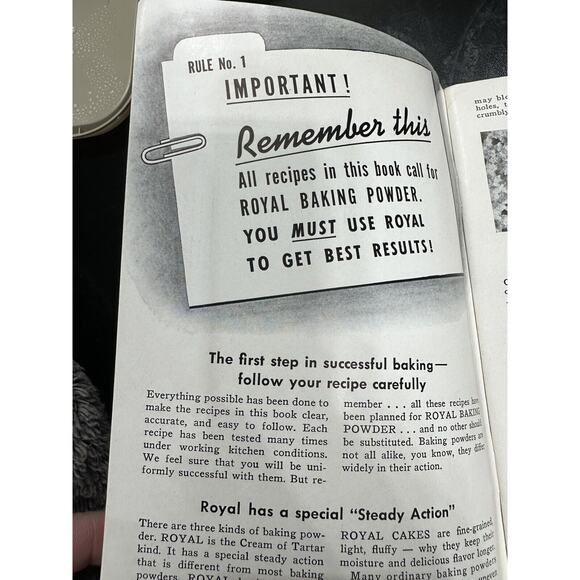 RULE No. 1
IMPORTANT!
Remember this
All recipes in this book call for
ROYAL BAKING POWDER.
YOU MUST USE ROYAL
TO GET BEST RESULTS!
The first step in successful baking—
follow your recipe carefully
Everything possible has been done to
make the recipes in this book clear,
accurate, and easy to follow. Each
recipe has been tested many times
under working kitchen conditions.
We feel sure that you will be uni-
formly successful with them. But re-
member . . . all these recipes have
been planned for ROYAL BAKING
POWDER . . . and no other should
be substituted. Baking powders are
not all alike, you know, they differ
widely in their action.
Royal has a special "Steady Action"
There are three kinds of baking pow-
der. ROYAL is the Cream of Tartar
kind. It has a special steady action
that is different from most baking
powders.
ROYAL CAKES are fine-grained,
light, fluffy — why they keep their
moisture and delicious flavor longer.
Many ordinary baking powders
may
holes,
crumbly